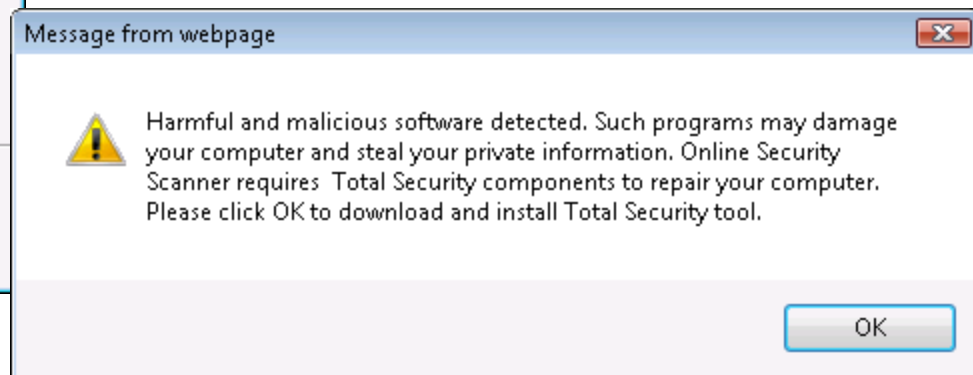 Message from webpage
Harmful and malicious software detected. Such programs may damage
your computer and steal your private information. Online Security
Scanner requires  Total Security components to repair your computer.
Please click OK to download and install Total Security tool.
OK